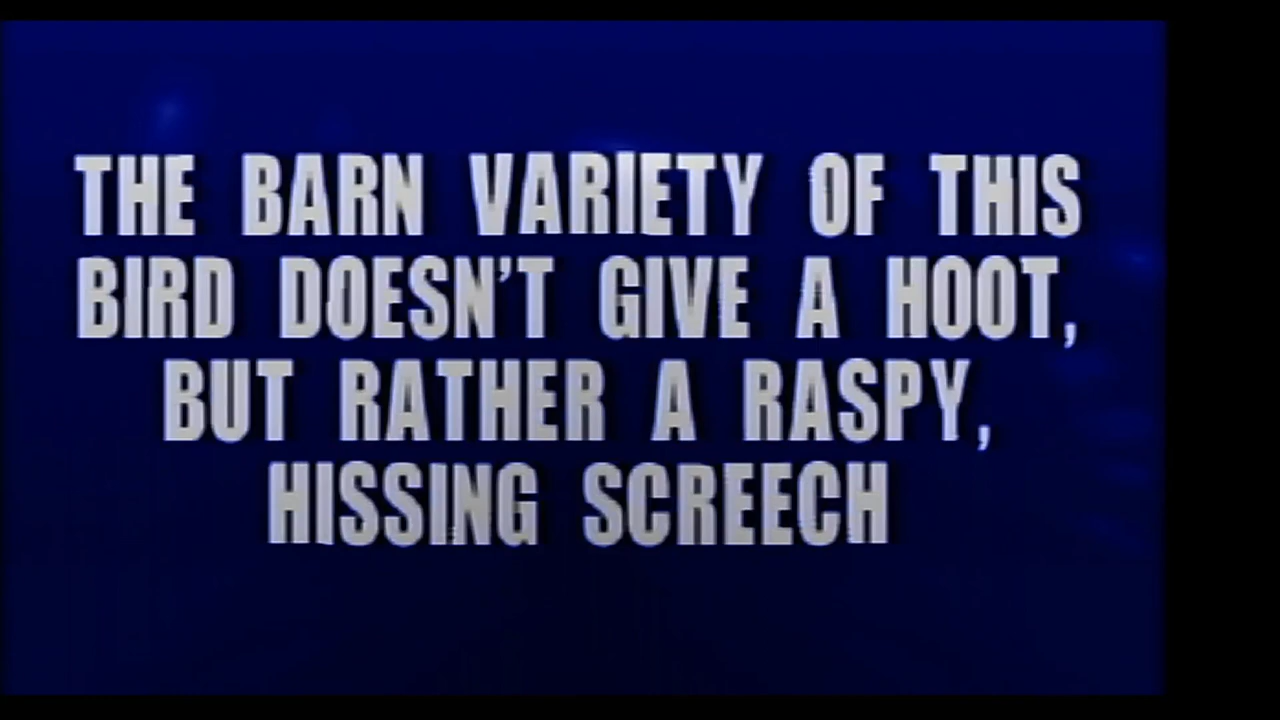 THE BARN VARIETY OF THIS
BIRD DOESN'T GIVE A HOOT,
BUT RATHER A RASPY,
HISSING SCREECH